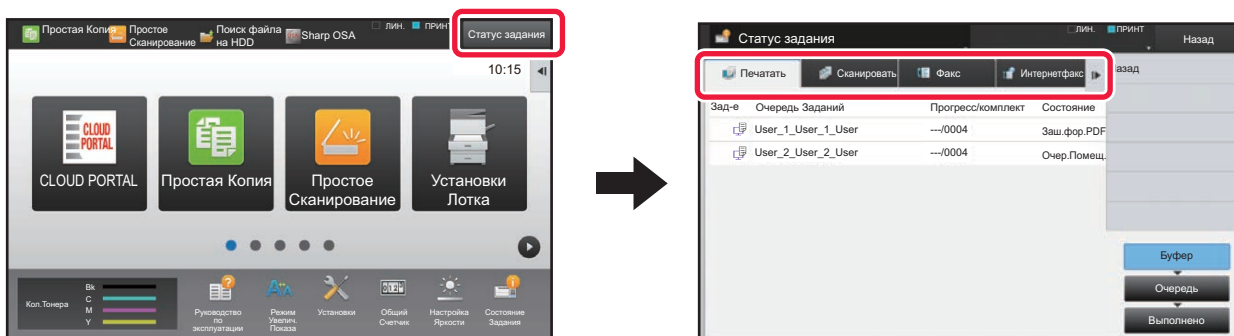 Простая Копия
Простое
Сканирование
Поиск файла
на HDD
Sharp OSA
ЛИН.
ПРИНТ
Статус задания
10:15
CLOUD
PORTAL
CLOUD PORTAL
Простая Копия
Простое
Сканирование
Установки
Лотка
Кол.Тонера
Bk
C
M
Y
Руководство
по
эксплуатации
Режим
Увелич.
Показа
Установки
Общий
Счетчик
Настройка
Яркости
Состояние
Задания
Статус задания
ЛИН.
ПРИНТ
Назад
Печатать
Сканировать
Факс
Интернетфакс
азад
Зад-е Очередь Заданий Прогресс/комплект Состояние
User_1_User_1_User ---/0004 Заш.фор.PDF
User_2_User_2_User ---/0004 Очер.Помещ.
Буфер
Очередь
Выполнено